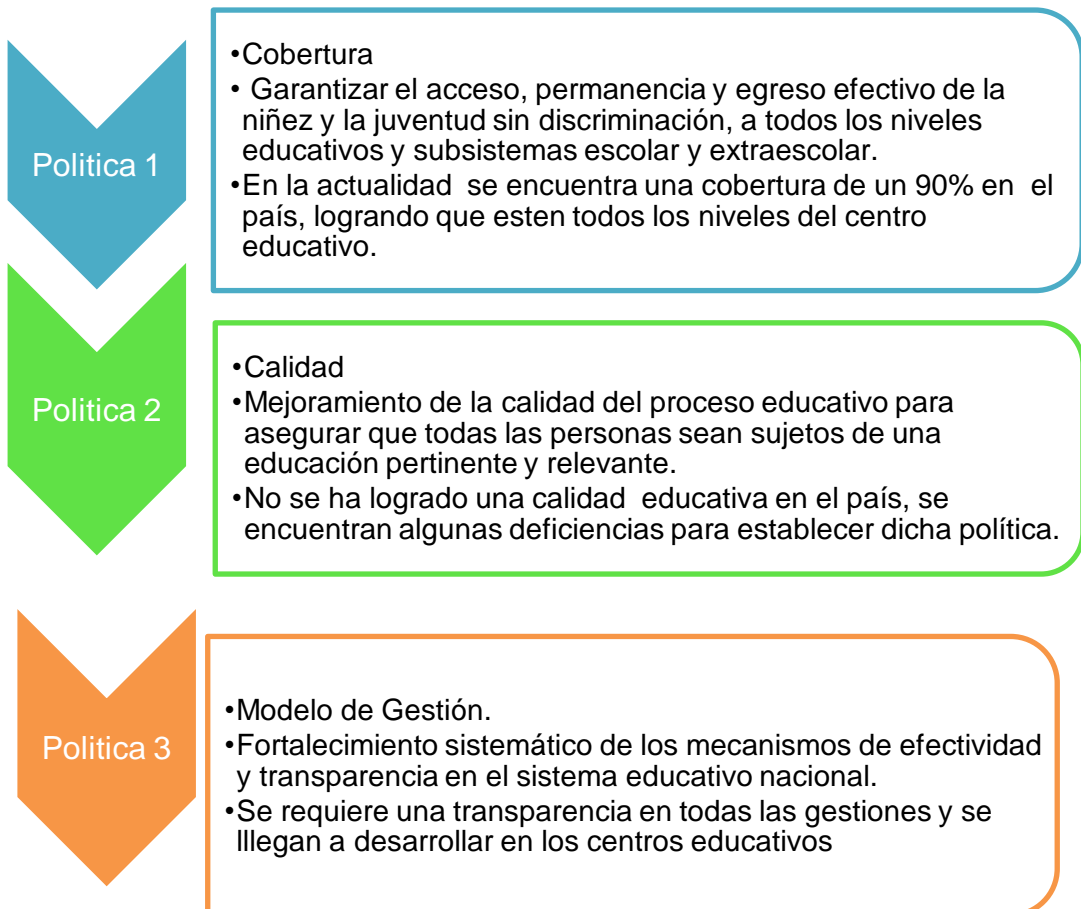 Politica 1
•Cobertura
• Garantizar el acceso, permanencia y egreso efectivo de la
niñez y la juventud sin discriminación, a todos los niveles
educativos y subsistemas escolar y extraescolar.
•En la actualidad  se encuentra una cobertura de un 90% en  el
país, logrando que esten todos los niveles del centro
educativo.
Politica 2
•Calidad
•Mejoramiento de la calidad del proceso educativo para
asegurar que todas las personas sean sujetos de una
educación pertinente y relevante.
•No se ha logrado una calidad  educativa en el país, se
encuentran algunas deficiencias para establecer dicha política.
Politica 3
•Modelo de Gestión.
•Fortalecimiento sistemático de los mecanismos de efectividad
y transparencia en el sistema educativo nacional.
•Se requiere una transparencia en todas las gestiones y se
lllegan a desarrollar en los centros educativos